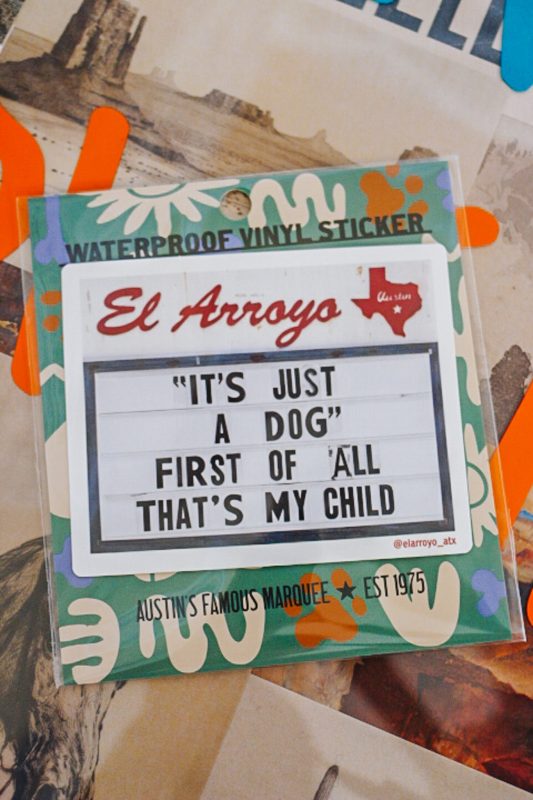 WATERPROOF VINYL STICKER
El Arroyo
Austin
"IT'S JUST
A DOG"
FIRST OF ALL
THAT'S MY CHILD
@elarroyo_atx
AUSTIN'S FAMOUS MARQUEE ★ EST 1975